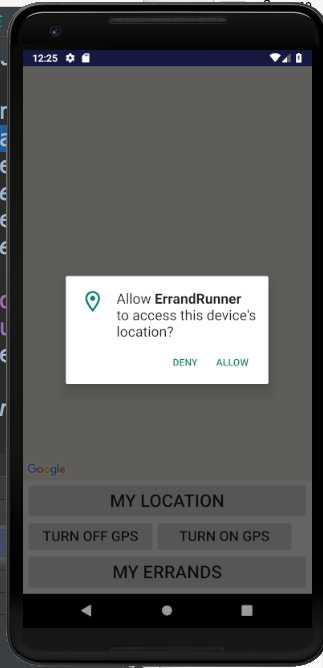 12:25
Allow ErrandRunner
to access this device's
location?
DENY ALLOW
Google
MY LOCATION
TURN OFF GPS TURN ON GPS
MY ERRANDS